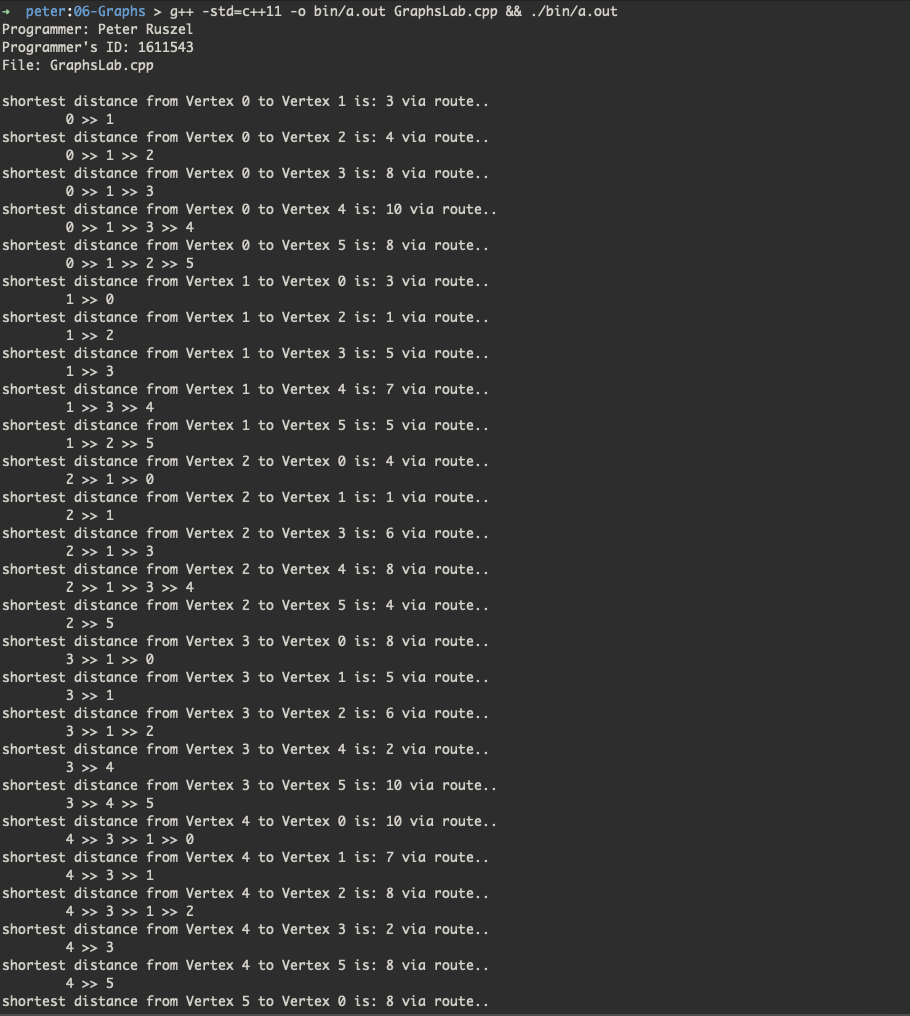 → peter:06-Graphs > g++ -std=c++11 -o bin/a.out GraphsLab.cpp && ./bin/a.out
Programmer: Peter Ruszel
Programmer's ID: 1611543
File: GraphsLab.cpp
shortest distance from Vertex 0 to Vertex 1 is: 3 via route..
0 >> 1
shortest distance from Vertex 0 to Vertex 2 is: 4 via route..
0 >> 1 >> 2
shortest distance from Vertex 0 to Vertex 3 is: 8 via route..
0 >> 1 >> 3
shortest distance from Vertex 0 to Vertex 4 is: 10 via route..
0 >> 1 >> 3 >> 4
shortest distance from Vertex 0 to Vertex 5 is: 8 via route..
0 >> 1 >> 2 >> 5
shortest distance from Vertex 1 to Vertex 0 is: 3 via route..
1 >> 0
shortest distance from Vertex 1 to Vertex 2 is: 1 via route..
1 >> 2
shortest distance from Vertex 1 to Vertex 3 is: 5 via route..
1 >> 3
shortest distance from Vertex 1 to Vertex 4 is: 7 via route..
1 >> 3 >> 4
shortest distance from Vertex 1 to Vertex 5 is: 5 via route..
1 >> 2 >> 5
shortest distance from Vertex 2 to Vertex 0 is: 4 via route..
2 >> 1 >> 0
shortest distance from Vertex 2 to Vertex 1 is: 1 via route..
2 >> 1
shortest distance from Vertex 2 to Vertex 3 is: 6 via route..
2 >> 1 >> 3
shortest distance from Vertex 2 to Vertex 4 is: 8 via route..
2 >> 1 >> 3 >> 4
shortest distance from Vertex 2 to Vertex 5 is: 4 via route..
2 >> 5
shortest distance from Vertex 3 to Vertex 0 is: 8 via route..
3 >> 1 >> 0
shortest distance from Vertex 3 to Vertex 1 is: 5 via route..
3 >> 1
shortest distance from Vertex 3 to Vertex 2 is: 6 via route..
3 >> 1 >> 2
shortest distance from Vertex 3 to Vertex 4 is: 2 via route..
3 >> 4
shortest distance from Vertex 3 to Vertex 5 is: 10 via route..
3 >> 4 >> 5
shortest distance from Vertex 4 to Vertex 0 is: 10 via route..
4 >> 3 >> 1 >> 0
shortest distance from Vertex 4 to Vertex 1 is: 7 via route..
4 >> 3 >> 1
shortest distance from Vertex 4 to Vertex 2 is: 8 via route..
4 >> 3 >> 1 >> 2
shortest distance from Vertex 4 to Vertex 3 is: 2 via route..
4 >> 3
shortest distance from Vertex 4 to Vertex 5 is: 8 via route..
4 >> 5
shortest distance from Vertex 5 to Vertex 0 is: 8 via route..